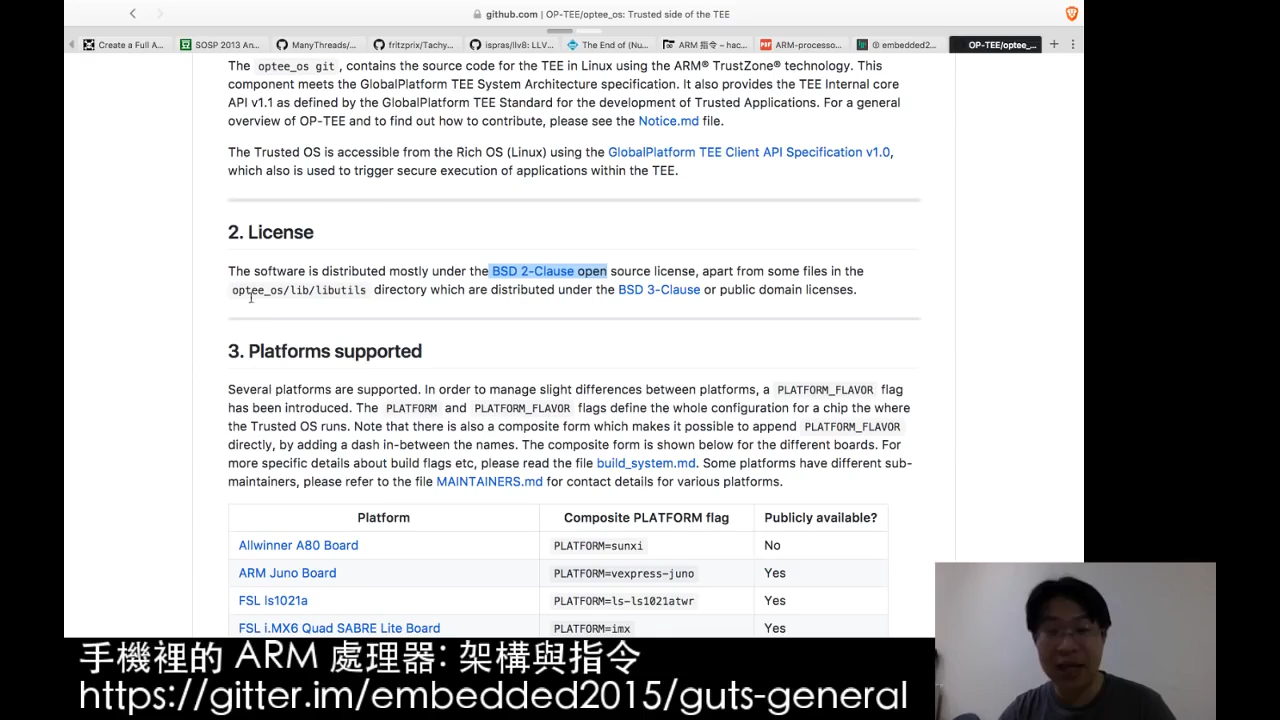 github.com | OP-TEE/optee_os: Trusted side of the TEE
Create a Full A... SOSP 2013 An... ManyThreads/... fritzprix/Tachy... ispras/llv8: LLV... The End of (Nu... ARM 指令 – hac... ARM-processo... embedded2... OP-TEE/optee_...
The optee_os git, contains the source code for the TEE in Linux using the ARM® TrustZone® technology. This
component meets the GlobalPlatform TEE System Architecture specification. It also provides the TEE Internal core
API v1.1 as defined by the GlobalPlatform TEE Standard for the development of Trusted Applications. For a general
overview of OP-TEE and to find out how to contribute, please see the Notice.md file.
The Trusted OS is accessible from the Rich OS (Linux) using the GlobalPlatform TEE Client API Specification v1.0,
which also is used to trigger secure execution of applications within the TEE.
2. License
The software is distributed mostly under the BSD 2-Clause open source license, apart from some files in the
optee_os/lib/libutils directory which are distributed under the BSD 3-Clause or public domain licenses.
3. Platforms supported
Several platforms are supported. In order to manage slight differences between platforms, a PLATFORM_FLAVOR flag
has been introduced. The PLATFORM and PLATFORM_FLAVOR flags define the whole configuration for a chip the where
the Trusted OS runs. Note that there is also a composite form which makes it possible to append PLATFORM_FLAVOR
directly, by adding a dash in-between the names. The composite form is shown below for the different boards. For
more specific details about build flags etc, please read the file build_system.md. Some platforms have different sub-
maintainers, please refer to the file MAINTAINERS.md for contact details for various platforms.
Platform Composite PLATFORM flag Publicly available?
Allwinner A80 Board PLATFORM=sunxi No
ARM Juno Board PLATFORM=vexpress-juno Yes
FSL ls1021a PLATFORM=ls-ls1021atwr Yes
FSL i.MX6 Quad SABRE Lite Board PLATFORM=imx Yes
手機裡的 ARM 處理器: 架構與指令
https://gitter.im/embedded2015/guts-general